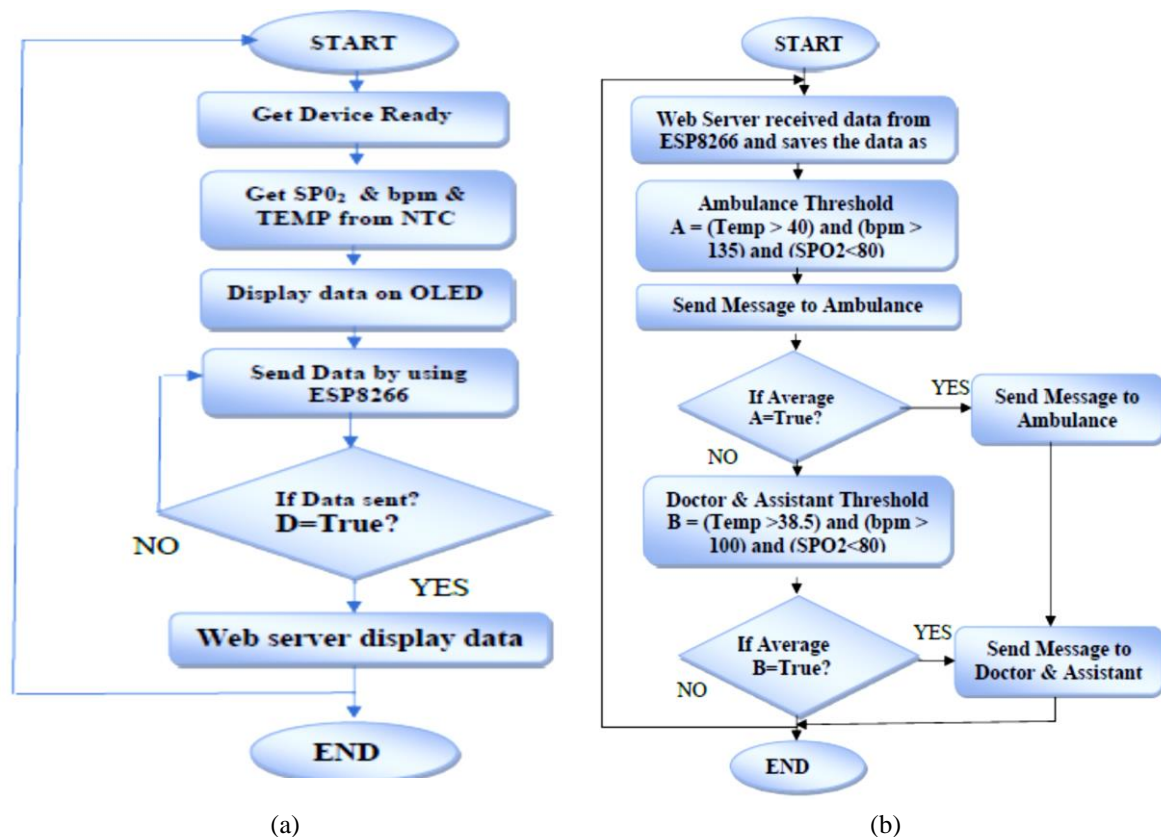 START
Get Device Ready
Get SP0₂ & bpm &
TEMP from NTC
Display data on OLED
Send Data by using
ESP8266
If Data sent?
D=True?
NO
YES
Web server display data
END
(a)
START
Web Server received data from
ESP8266 and saves the data as
Ambulance Threshold
A = (Temp > 40) and (bpm >
135) and (SPO2<80)
Send Message to Ambulance
If Average
A=True?
YES
Send Message to
Ambulance
NO
Doctor & Assistant Threshold
B = (Temp >38.5) and (bpm >
100) and (SPO2<80)
If Average
B=True?
YES
Send Message to
Doctor & Assistant
NO
END
(b)